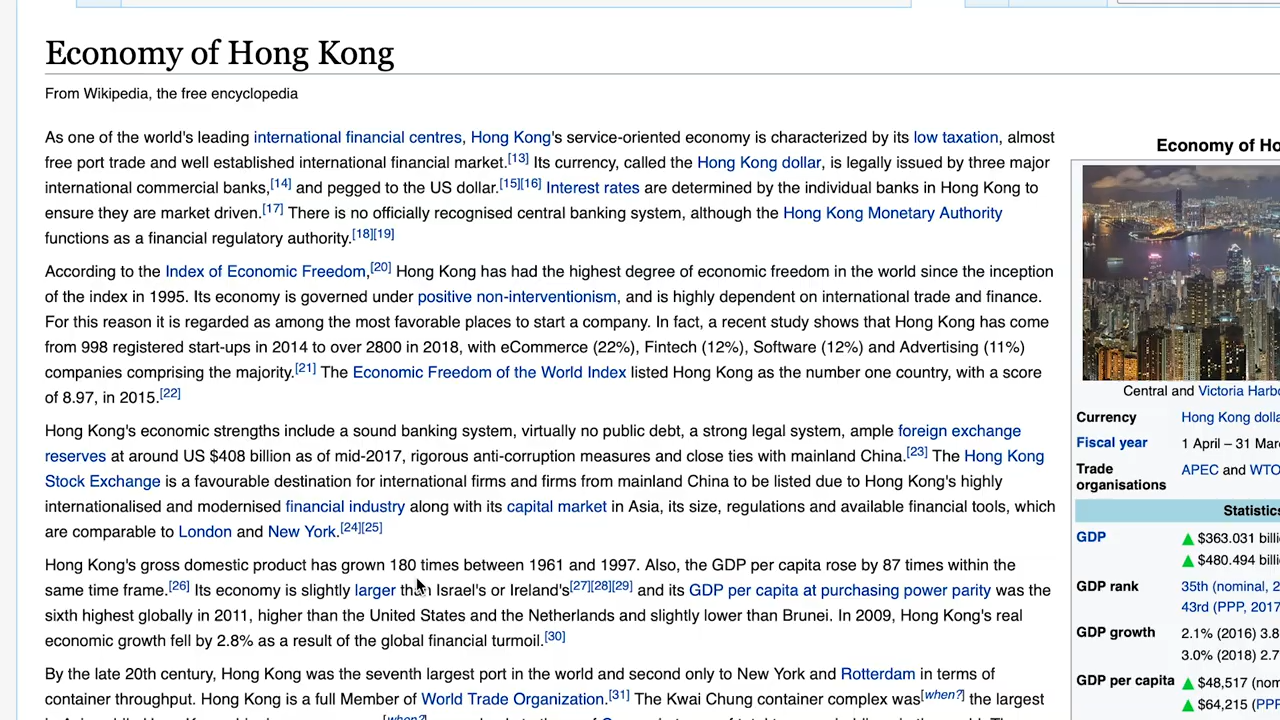 Economy of Hong Kong
From Wikipedia, the free encyclopedia
As one of the world's leading international financial centres, Hong Kong's service-oriented economy is characterized by its low taxation, almost
free port trade and well established international financial market.[13] Its currency, called the Hong Kong dollar, is legally issued by three major
international commercial banks,[14] and pegged to the US dollar.[15][16] Interest rates are determined by the individual banks in Hong Kong to
ensure they are market driven.[17] There is no officially recognised central banking system, although the Hong Kong Monetary Authority
functions as a financial regulatory authority.[18][19]
According to the Index of Economic Freedom,[20] Hong Kong has had the highest degree of economic freedom in the world since the inception
of the index in 1995. Its economy is governed under positive non-interventionism, and is highly dependent on international trade and finance.
For this reason it is regarded as among the most favorable places to start a company. In fact, a recent study shows that Hong Kong has come
from 998 registered start-ups in 2014 to over 2800 in 2018, with eCommerce (22%), Fintech (12%), Software (12%) and Advertising (11%)
companies comprising the majority.[21] The Economic Freedom of the World Index listed Hong Kong as the number one country, with a score
of 8.97, in 2015.[22]
Hong Kong's economic strengths include a sound banking system, virtually no public debt, a strong legal system, ample foreign exchange
reserves at around US $408 billion as of mid-2017, rigorous anti-corruption measures and close ties with mainland China.[23] The Hong Kong
Stock Exchange is a favourable destination for international firms and firms from mainland China to be listed due to Hong Kong's highly
internationalised and modernised financial industry along with its capital market in Asia, its size, regulations and available financial tools, which
are comparable to London and New York.[24][25]
Hong Kong's gross domestic product has grown 180 times between 1961 and 1997. Also, the GDP per capita rose by 87 times within the
same time frame.[26] Its economy is slightly larger than Israel's or Ireland's[27][28][29] and its GDP per capita at purchasing power parity was the
sixth highest globally in 2011, higher than the United States and the Netherlands and slightly lower than Brunei. In 2009, Hong Kong's real
economic growth fell by 2.8% as a result of the global financial turmoil.[30]
By the late 20th century, Hong Kong was the seventh largest port in the world and second only to New York and Rotterdam in terms of
container throughput. Hong Kong is a full Member of World Trade Organization.[31] The Kwai Chung container complex was[when?] the largest
[when?]
Economy of Ho
Central and Victoria Harbo
Currency Hong Kong dolla
Fiscal year 1 April – 31 Mar
Trade organisations APEC and WTO
Statistics
GDP ▲ $363.031 billi
▲ $480.494 billi
GDP rank 35th (nominal, 2
43rd (PPP, 2017
GDP growth 2.1% (2016) 3.8
3.0% (2018) 2.7
GDP per capita ▲ $48,517 (nom
▲ $64,215 (PPP